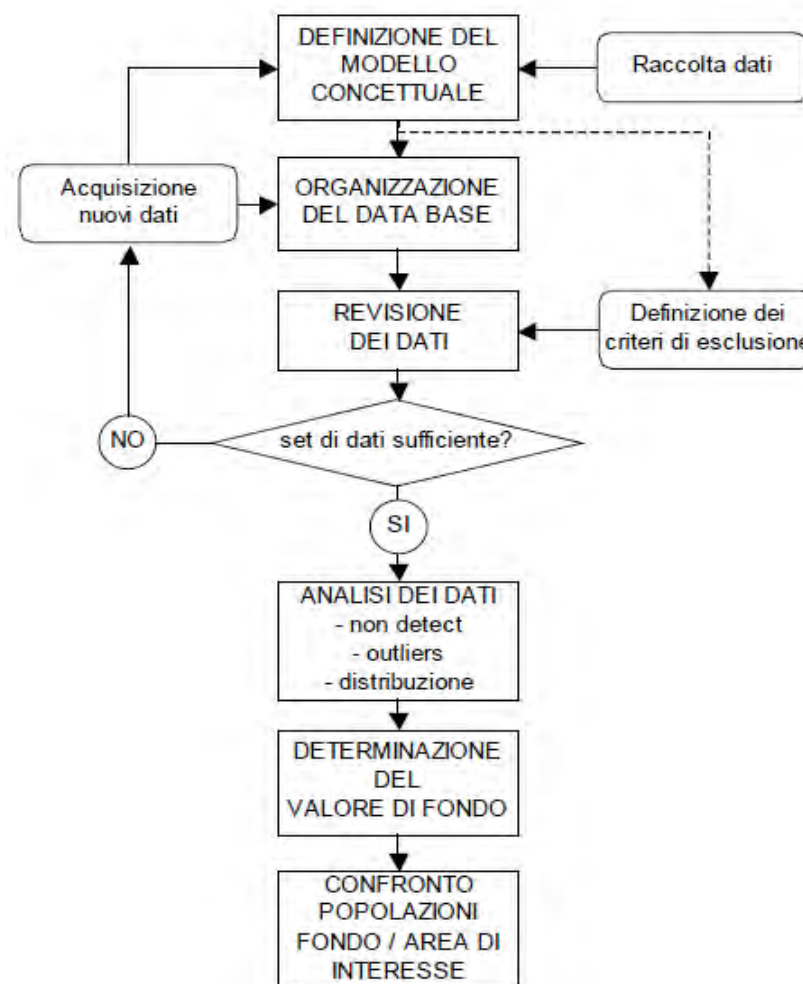 DEFINIZIONE DEL
MODELLO
CONCETTUALE
Raccolta dati
Acquisizione
nuovi dati
ORGANIZZAZIONE
DEL DATA BASE
REVISIONE
DEI DATI
Definizione dei
criteri di esclusione
NO
set di dati sufficiente?
SI
ANALISI DEI DATI
- non detect
- outliers
- distribuzione
DETERMINAZIONE
DEL
VALORE DI FONDO
CONFRONTO
POPOLAZIONI
FONDO / AREA DI
INTERESSE